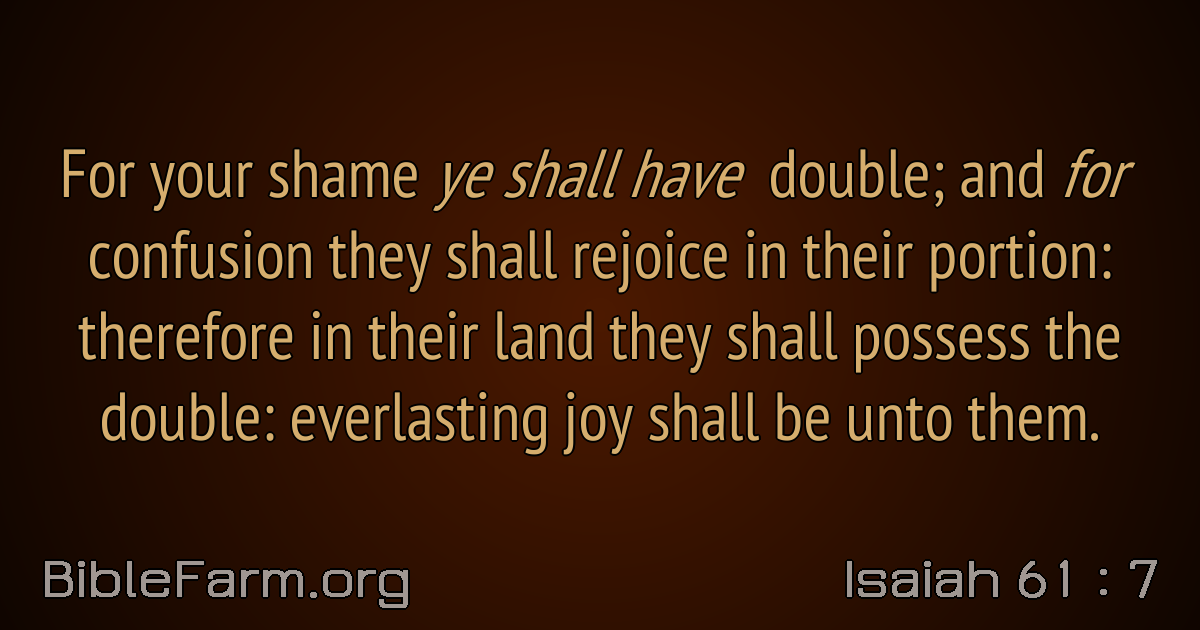 For your shame ye shall have double; and for
confusion they shall rejoice in their portion:
therefore in their land they shall possess the
double: everlasting joy shall be unto them.
BibleFarm.org
Isaiah 61 : 7